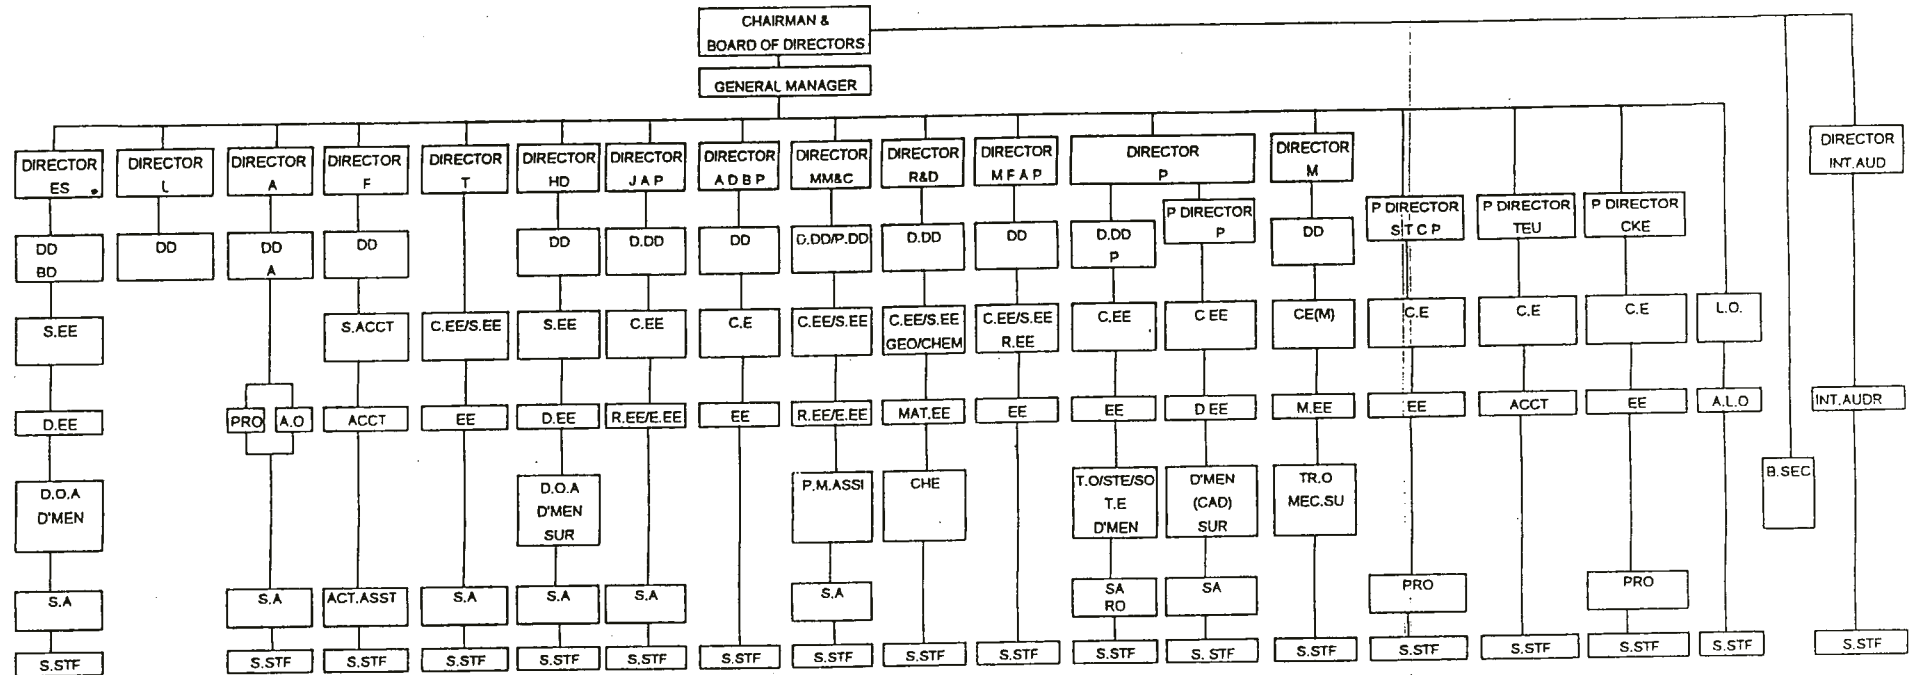 CHAIRMAN &
BOARD OF DIRECTORS
GENERAL MANAGER
DIRECTOR
ES
DIRECTOR
L
DIRECTOR
A
DIRECTOR
F
DIRECTOR
T
DIRECTOR
HD
DIRECTOR
J A P
DIRECTOR
A D B P
DIRECTOR
MM&C
DIRECTOR
R&D
DIRECTOR
M F A P
DIRECTOR
P
DIRECTOR
M
DIRECTOR
INT.AUD
P DIRECTOR
P
P DIRECTOR
S T C P
P DIRECTOR
TEU
P DIRECTOR
CKE
DD
BD
DD
DD
A
DD
DD
D.DD
DD
D.DD/P.DD
D.DD
DD
D.DD
P
DD
S.EE
S.ACCT
C.EE/S.EE
S.EE
C.EE
C.E
C.EE/S.EE
C.EE/S.EE
GEO/CHEM
C.EE/S.EE
R.EE
C.EE
C EE
CE(M)
C.E
C.E
C.E
L.O.
D.EE
PRO
A.O
ACCT
EE
D.EE
R.EE/E.EE
EE
R.EE/E.EE
MAT.EE
EE
EE
D EE
M.EE
EE
ACCT
EE
A.L.O
INT.AUDR
D.O.A
D'MEN
D.O.A
D'MEN
SUR
P.M.ASSI
CHE
T.O/STE/SO
T.E
D'MEN
D'MEN
(CAD)
SUR
TR.O
MEC.SU
B.SEC
S.A
S.A
ACT.ASST
S.A
S.A
S.A
S.A
SA
RO
SA
PRO
PRO
S.STF
S.STF
S.STF
S.STF
S.STF
S.STF
S.STF
S.STF
S.STF
S.STF
S.STF
S. STF
S.STF
S.STF
S.STF
S.STF
S.STF
S.STF